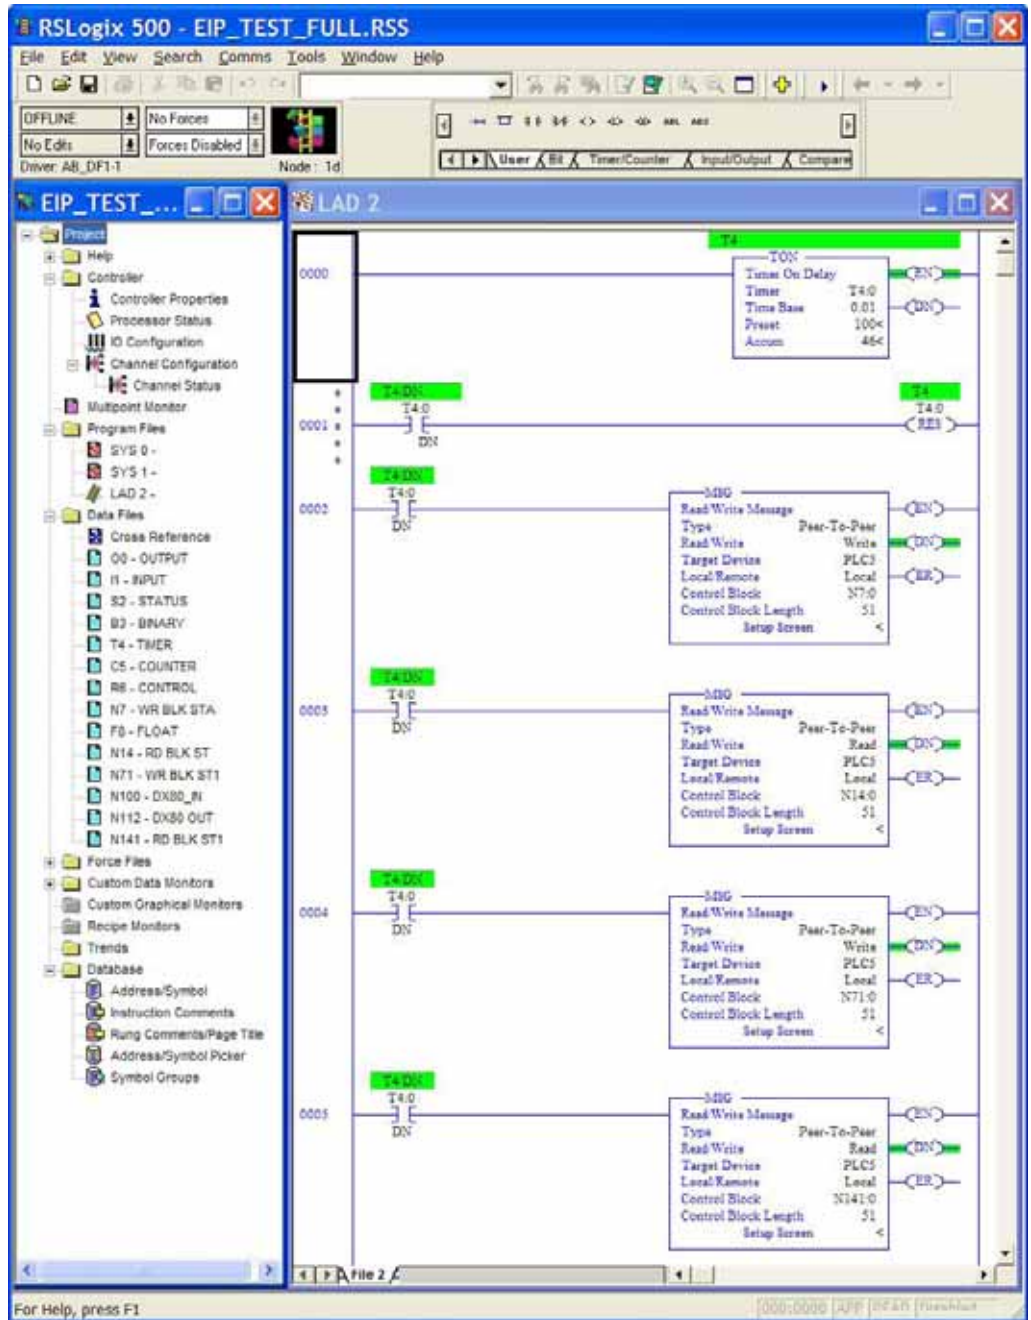 RSLogix 500 - EIP_TEST_FULL.RSS
File Edit View Search Comms Tools Window Help
OFFLINE No Forces
No Edits Forces Disabled
Driver: AB_DF1-1 Node : 1d
User Bit Timer/Counter Input/Output Compare
EIP_TEST_...
Project
Help
Controller
Controller Properties
Processor Status
IO Configuration
Channel Configuration
Channel Status
Multipoint Monitor
Program Files
SYS 0 -
SYS 1 -
LAD 2 -
Data Files
Cross Reference
O0 - OUTPUT
I1 - INPUT
S2 - STATUS
B3 - BINARY
T4 - TIMER
C5 - COUNTER
R6 - CONTROL
N7 - WR BLK STA
F8 - FLOAT
N14 - RD BLK ST
N71 - WR BLK ST1
N100 - DX80_IN
N112 - DX80 OUT
N141 - RD BLK ST1
Force Files
Custom Data Monitors
Custom Graphical Monitors
Recipe Monitors
Trends
Database
Address/Symbol
Instruction Comments
Rung Comments/Page Title
Address/Symbol Picker
Symbol Groups
LAD 2
0000
T4
TON
Timer On Delay
Timer T4:0
Time Base 0.01
Preset 100<
Accum 46<
EN
DN
0001
T4:DN
T4:0
DN
T4
T4:0
RES
0002
T4:DN
T4:0
DN
MSG
Read/Write Message
Type Peer-To-Peer
Read/Write Write
Target Device PLC5
Local/Remote Local
Control Block N7:0
Control Block Length 51
Setup Screen <
EN
DN
ER
0003
T4:DN
T4:0
DN
MSG
Read/Write Message
Type Peer-To-Peer
Read/Write Read
Target Device PLC5
Local/Remote Local
Control Block N14:0
Control Block Length 51
Setup Screen <
EN
DN
ER
0004
T4:DN
T4:0
DN
MSG
Read/Write Message
Type Peer-To-Peer
Read/Write Write
Target Device PLC5
Local/Remote Local
Control Block N71:0
Control Block Length 51
Setup Screen <
EN
DN
ER
0005
T4:DN
T4:0
DN
MSG
Read/Write Message
Type Peer-To-Peer
Read/Write Read
Target Device PLC5
Local/Remote Local
Control Block N141:0
Control Block Length 51
Setup Screen <
EN
DN
ER
File 2
For Help, press F1
000:0000 APP READ